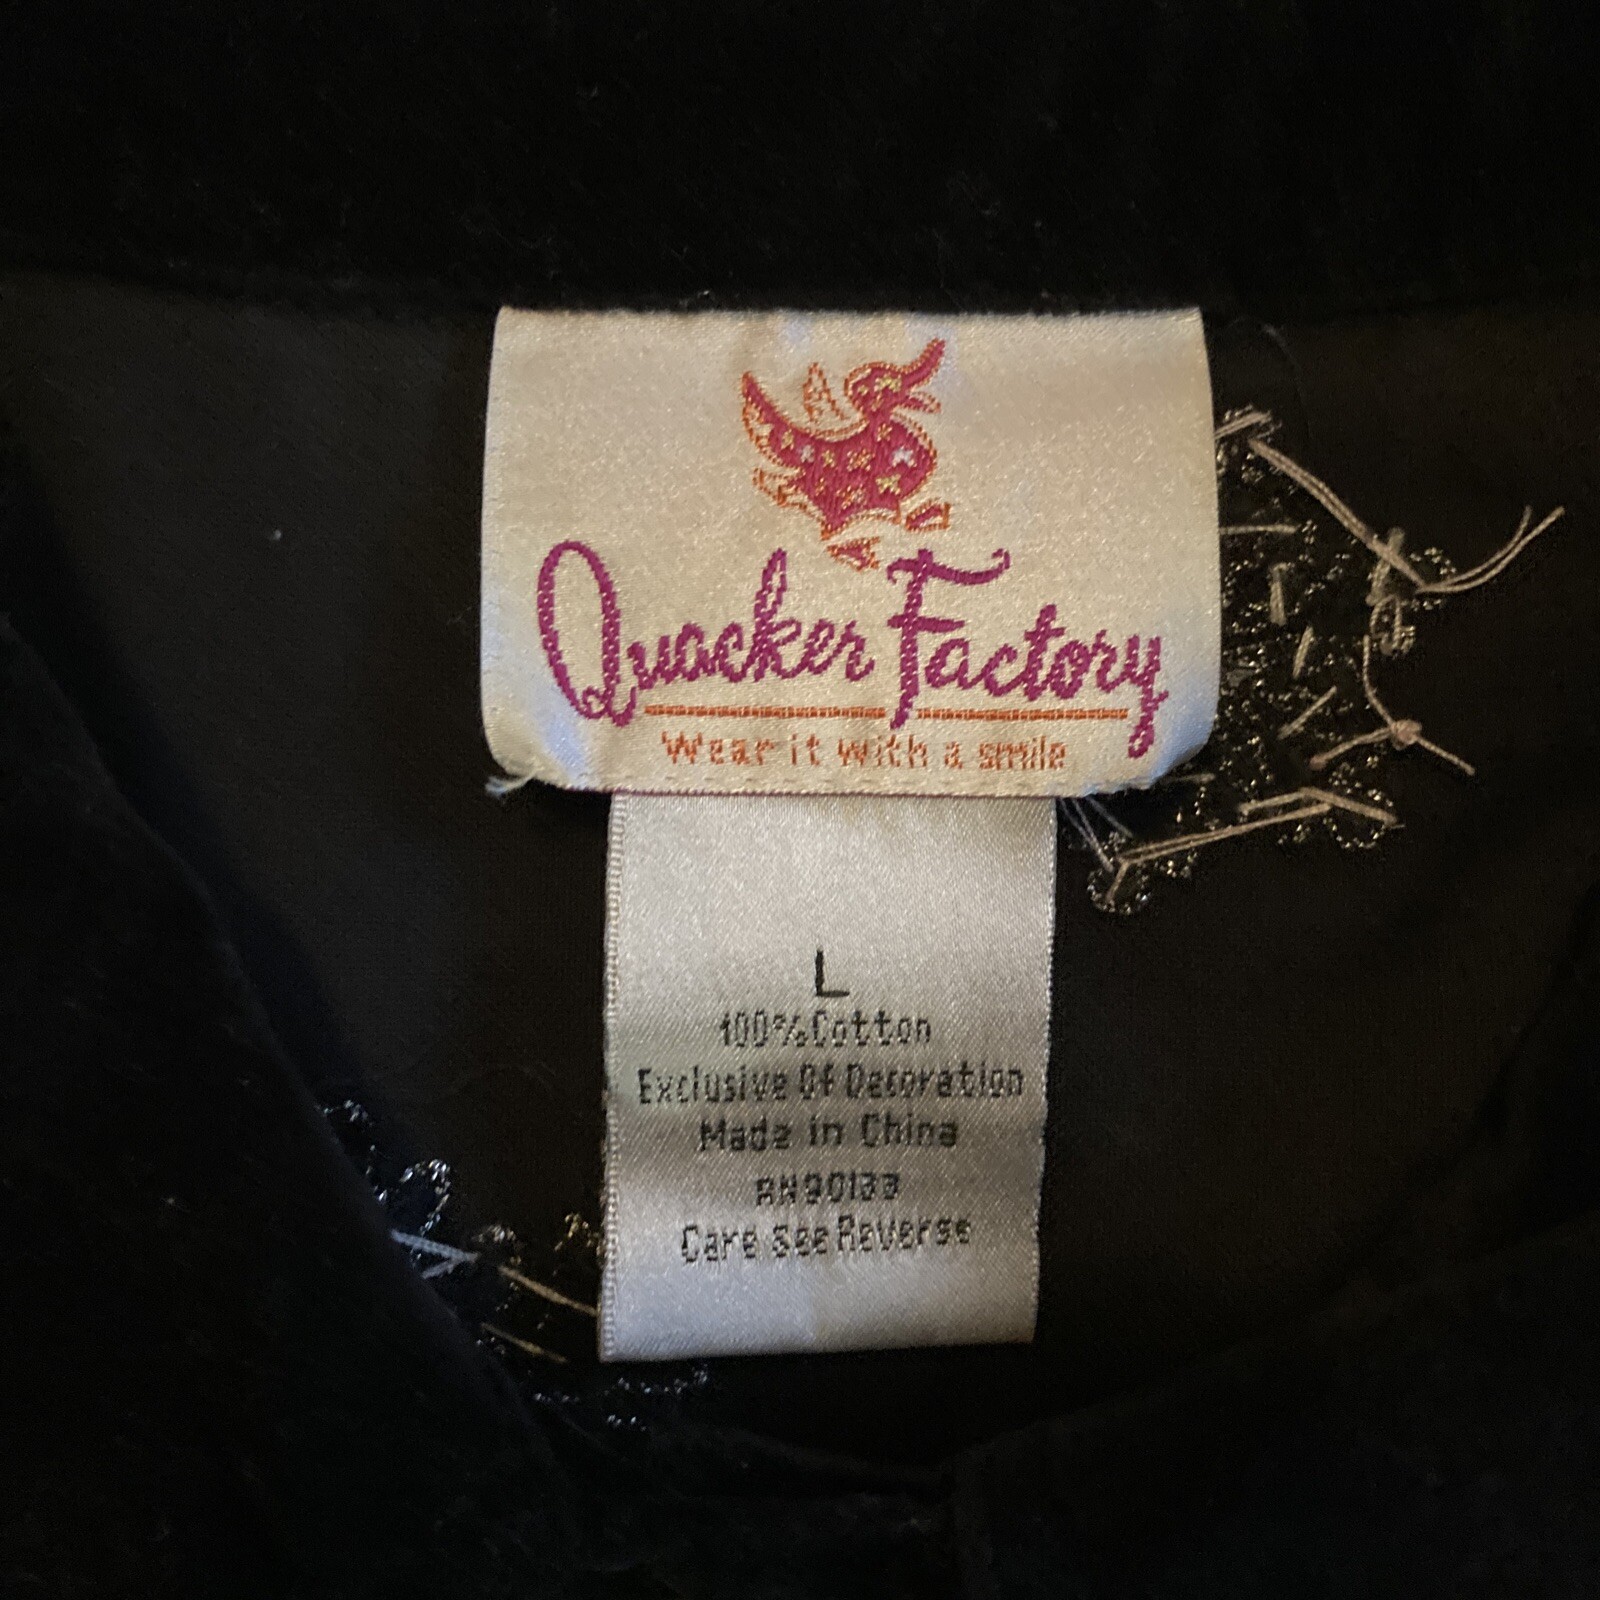 Quacker Factory
Wear it with a smile
L
100% Cotton
Exclusive Of Decoration
Made in China
RN90133
Care See Reverse